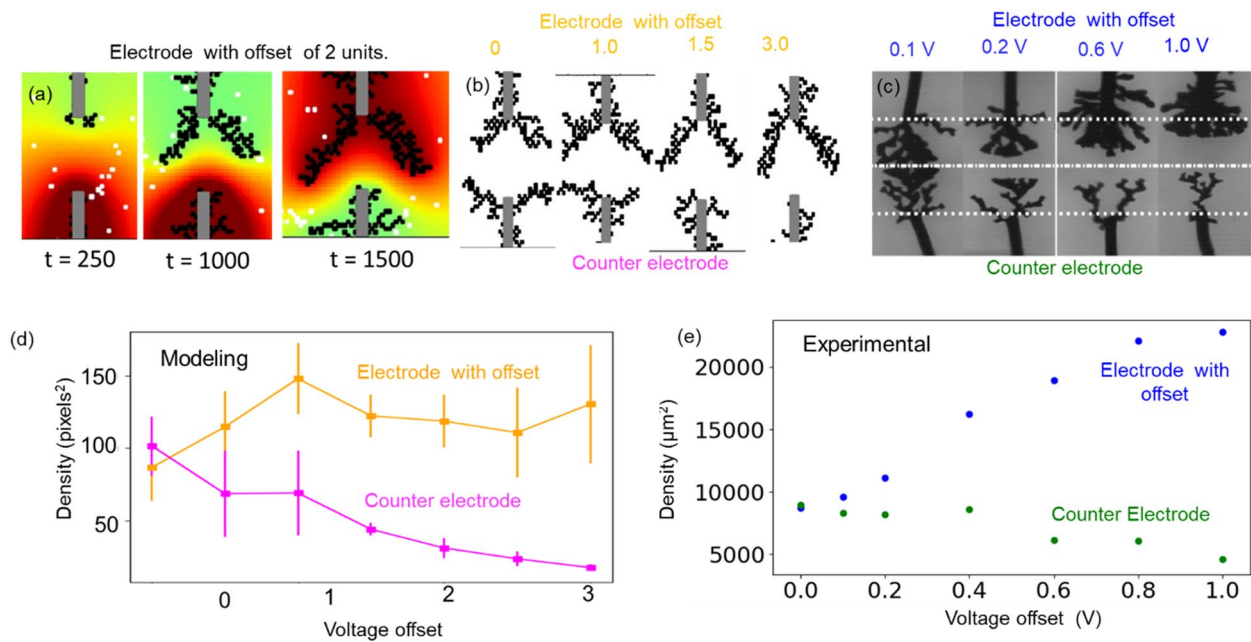 Electrode with offset of 2 units.
(a)
t = 250
t = 1000
t = 1500
Electrode with offset
0
1.0
1.5
3.0
(b)
Counter electrode
Electrode with offset
0.1 V
0.2 V
0.6 V
1.0 V
(c)
Counter electrode
(d)
Modeling
Electrode with offset
Counter electrode
150
100
50
Density (pixels²)
0
1
2
3
Voltage offset
(e)
Experimental
Electrode with
offset
Counter Electrode
20000
15000
10000
5000
Density (µm²)
0.0
0.2
0.4
0.6
0.8
1.0
Voltage offset (V)